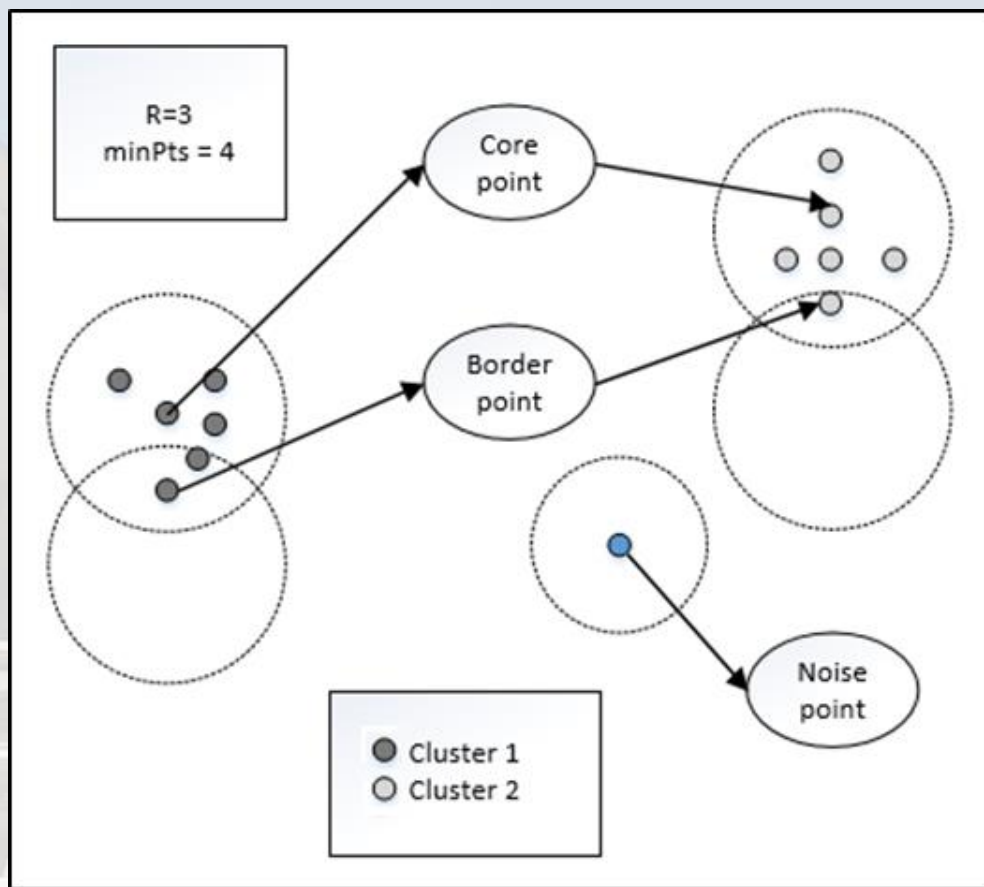 R=3
minPts = 4
Core
point
Border
point
Noise
point
Cluster 1
Cluster 2